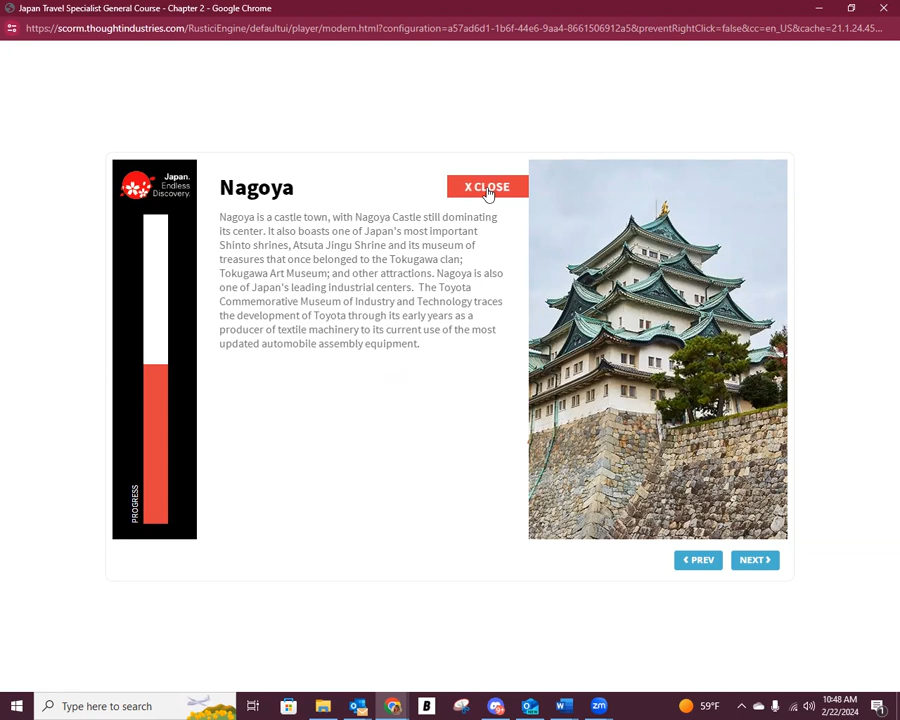 Japan Travel Specialist General Course - Chapter 2 - Google Chrome
https://scorm.thoughtindustries.com/RusticiEngine/defaultui/player/modern.html?configuration=a57ad6d1-1b6f-44e6-9aa4-8661506912a5&preventRightClick=false&cc=en_US&cache=21.1.24.45...
Japan.
Endless
Discovery.
PROGRESS
Nagoya
X CLOSE
Nagoya is a castle town, with Nagoya Castle still dominating
its center. It also boasts one of Japan's most important
Shinto shrines, Atsuta Jingu Shrine and its museum of
treasures that once belonged to the Tokugawa clan;
Tokugawa Art Museum; and other attractions. Nagoya is also
one of Japan's leading industrial centers.  The Toyota
Commemorative Museum of Industry and Technology traces
the development of Toyota through its early years as a
producer of textile machinery to its current use of the most
updated automobile assembly equipment.
PREV
NEXT
Type here to search
B
W
zm
59°F
10:48 AM
2/22/2024
1